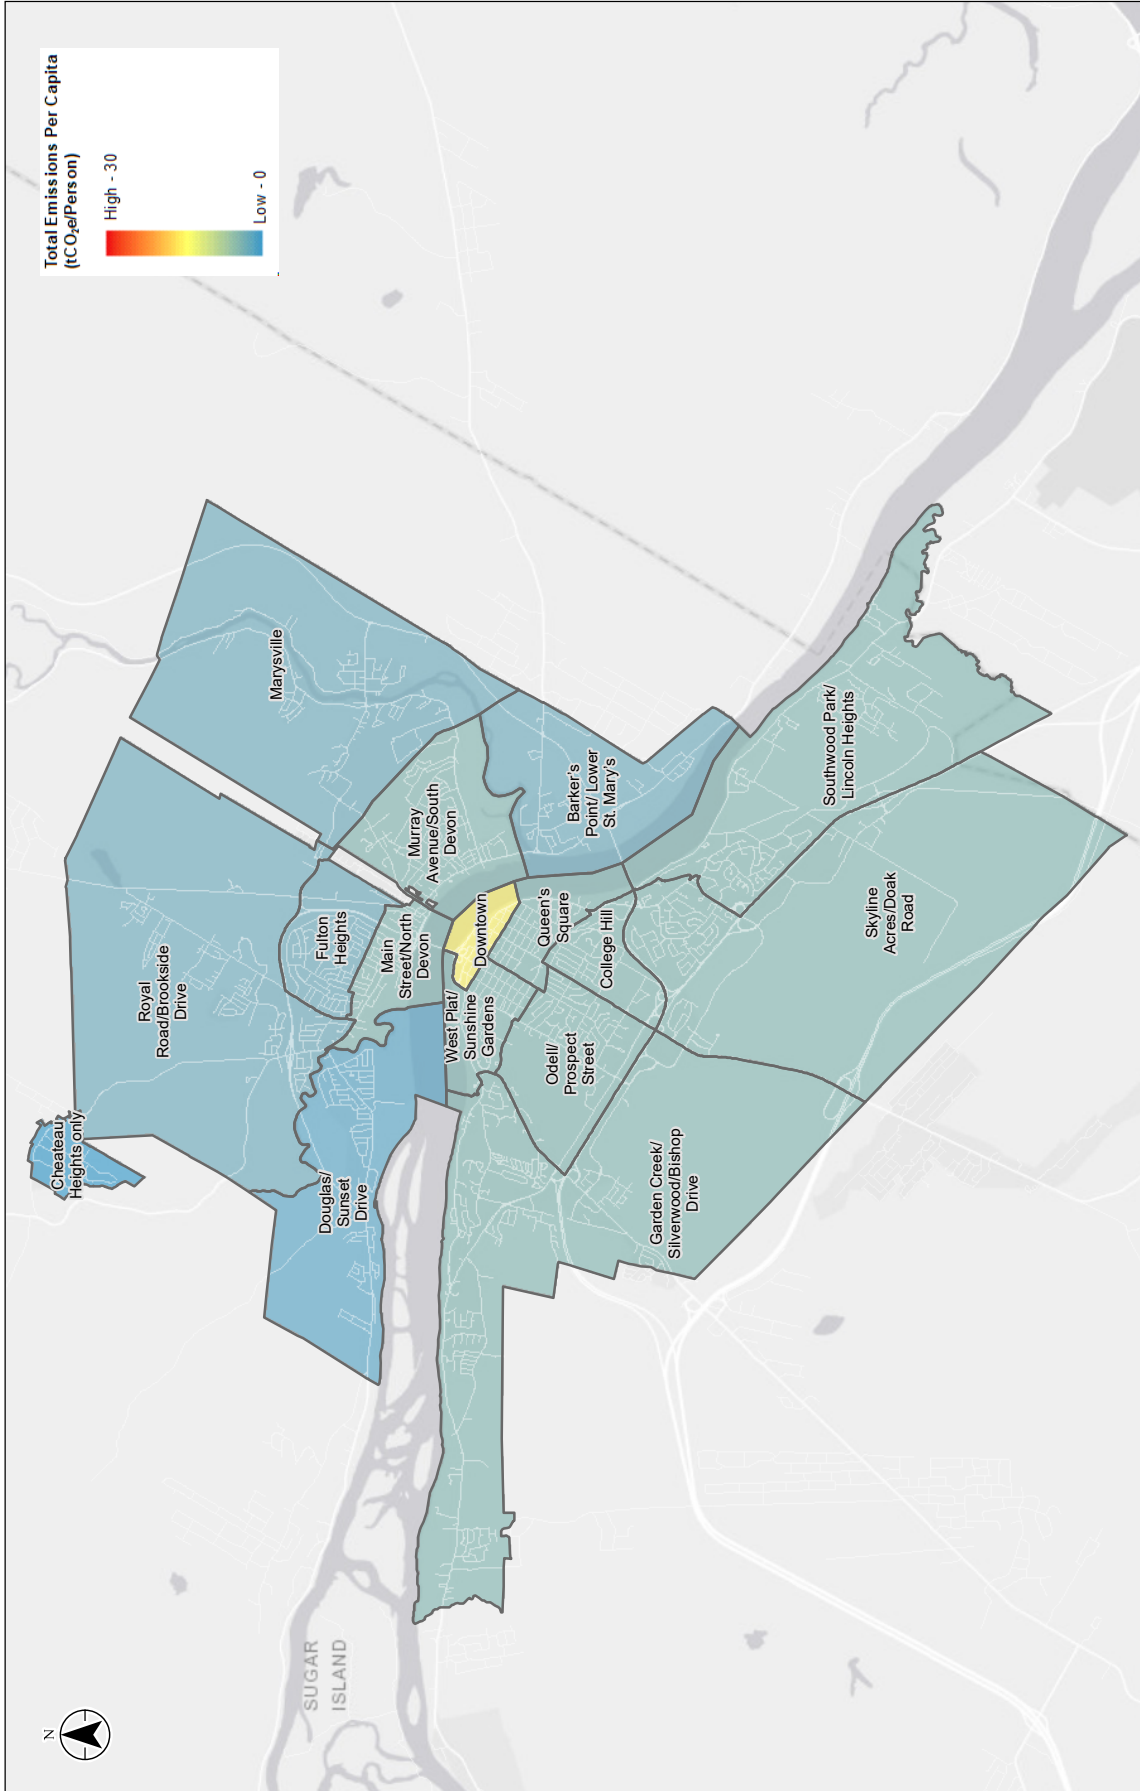 Total Emissions Per Capita
(tCO₂e/Person)
High - 30
Low - 0
N
SUGAR
ISLAND
Cheateau
Heights only
Royal
Road/Brookside
Drive
Marysville
Fulton
Heights
Douglas/
Sunset
Drive
Main
Street/North
Devon
Murray
Avenue/South
Devon
West Plat/
Sunshine
Gardens
Downtown
Queen's
Square
Barker's
Point/ Lower
St. Mary's
College Hill
Odell/
Prospect
Street
Garden Creek/
Silverwood/Bishop
Drive
Skyline
Acres/Doak
Road
Southwood Park/
Lincoln Heights